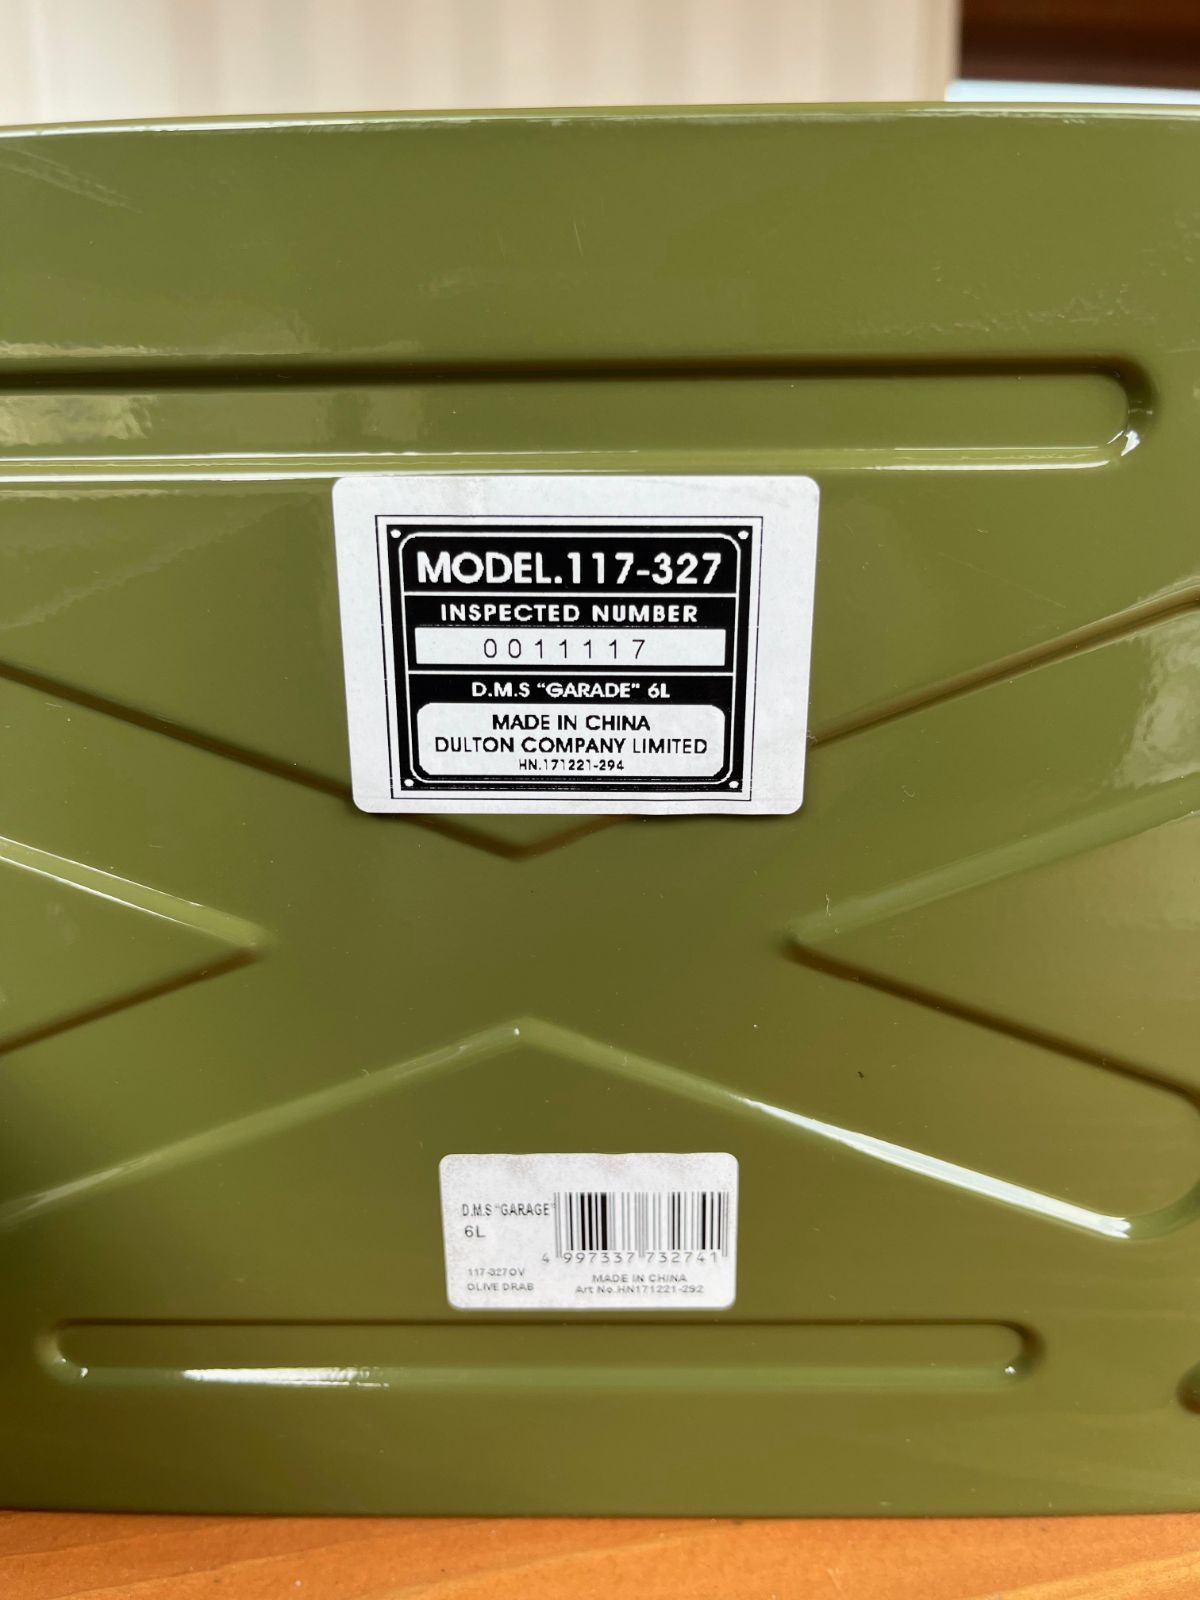 MODEL.117-327
INSPECTED NUMBER
0011117
D.M.S “GARADE” 6L
MADE IN CHINA
DULTON COMPANY LIMITED
HN.171221-294
D.M.S “GARAGE”
6L
4 997337 732741
117-327OV
OLIVE DRAB
MADE IN CHINA
Art No.HN171221-292